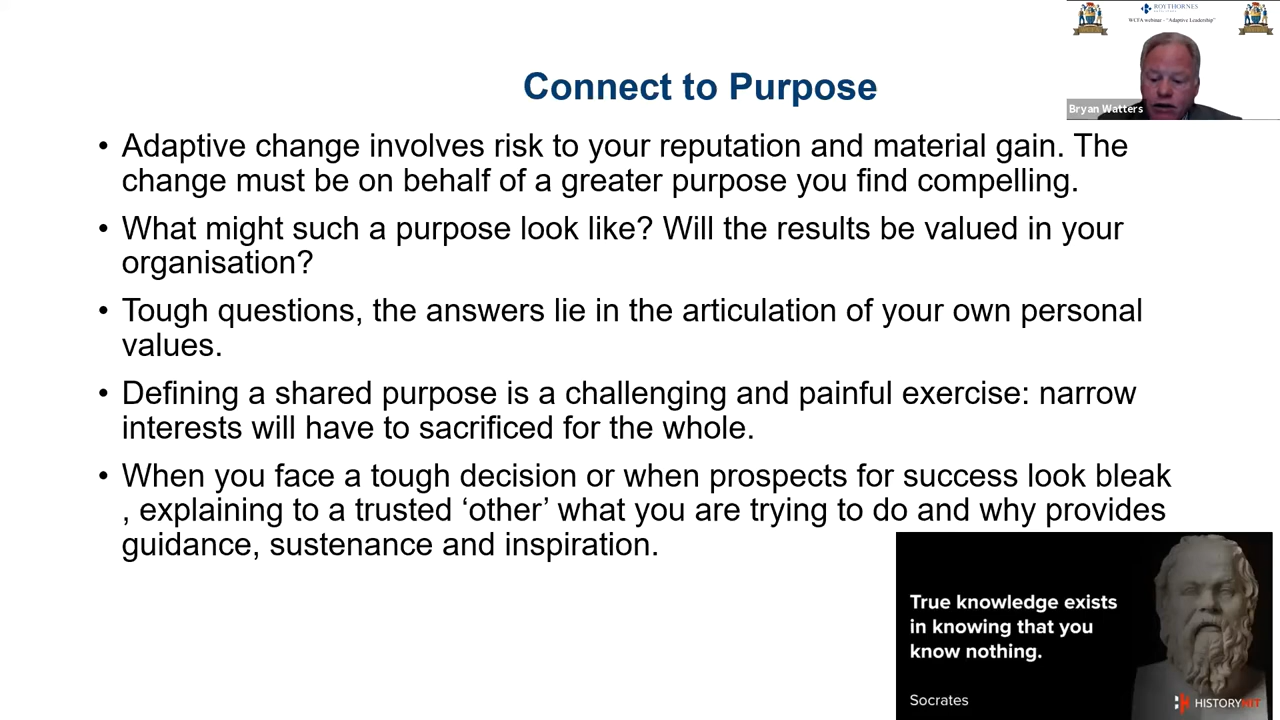 ROYTHORNES
WCFA webinar - "Adaptive Leadership"
Bryan Watters
Connect to Purpose
• Adaptive change involves risk to your reputation and material gain. The
change must be on behalf of a greater purpose you find compelling.
• What might such a purpose look like? Will the results be valued in your
organisation?
• Tough questions, the answers lie in the articulation of your own personal
values.
• Defining a shared purpose is a challenging and painful exercise: narrow
interests will have to sacrificed for the whole.
• When you face a tough decision or when prospects for success look bleak
, explaining to a trusted ‘other’ what you are trying to do and why provides
guidance, sustenance and inspiration.
True knowledge exists
in knowing that you
know nothing.
Socrates
HISTORYHIT